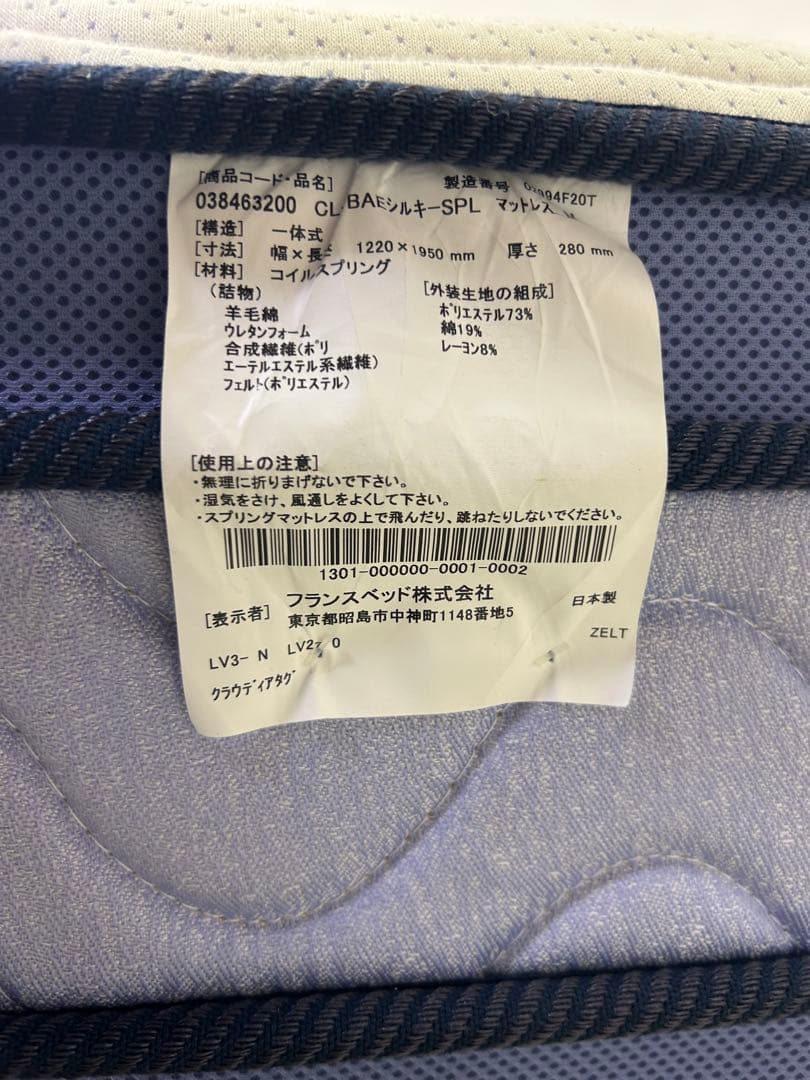 [商品コード・品名] 製造番号
038463200 CL-BAEシルキーSPL マットレス
[構造] 一体式
[寸法] 幅×長さ 1220×1950 mm 厚さ 280 mm
[材料] コイルスプリング
(詰物) [外装生地の組成]
羊毛綿 ポリエステル73%
ウレタンフォーム 綿19%
合成繊維(ポリ レーヨン8%
エーテルエステル系繊維)
フェルト(ポリエステル)
[使用上の注意]
・無理に折りまげないで下さい。
・湿気をさけ、風通しをよくして下さい。
・スプリングマットレスの上で飛んだり、跳ねたりしないでください。
1301-000000-0001-0002
[表示者] フランスベッド株式会社 日本製
東京都昭島市中神町1148番地5
ZELT
LV3- N LV2- 0
クラウディアタグ